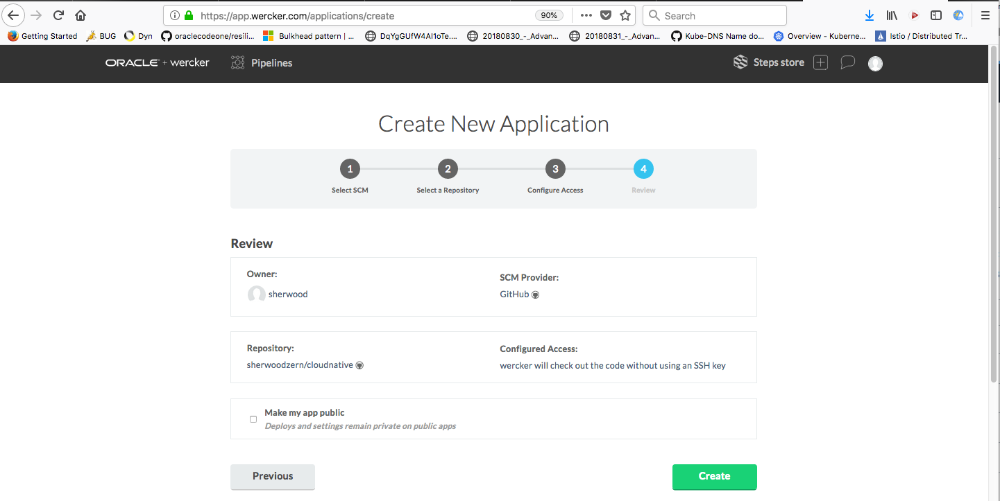 https://app.wercker.com/applications/create 90% Search
Getting Started BUG Dyn oraclecodeone/resili... Bulkhead pattern | ... DqYgGUfW4AI1oTe.... 20180830_-_Advan... 20180831_-_Advan... Kube-DNS Name do... Overview - Kuberne... Istio / Distributed Tr...
ORACLE + wercker Pipelines Steps store
Create New Application
1 2 3 4
Select SCM Select a Repository Configure Access Review
Review
Owner: SCM Provider:
sherwood GitHub
Repository: Configured Access:
sherwoodzern/cloudnative wercker will check out the code without using an SSH key
Make my app public
Deploys and settings remain private on public apps
Previous Create